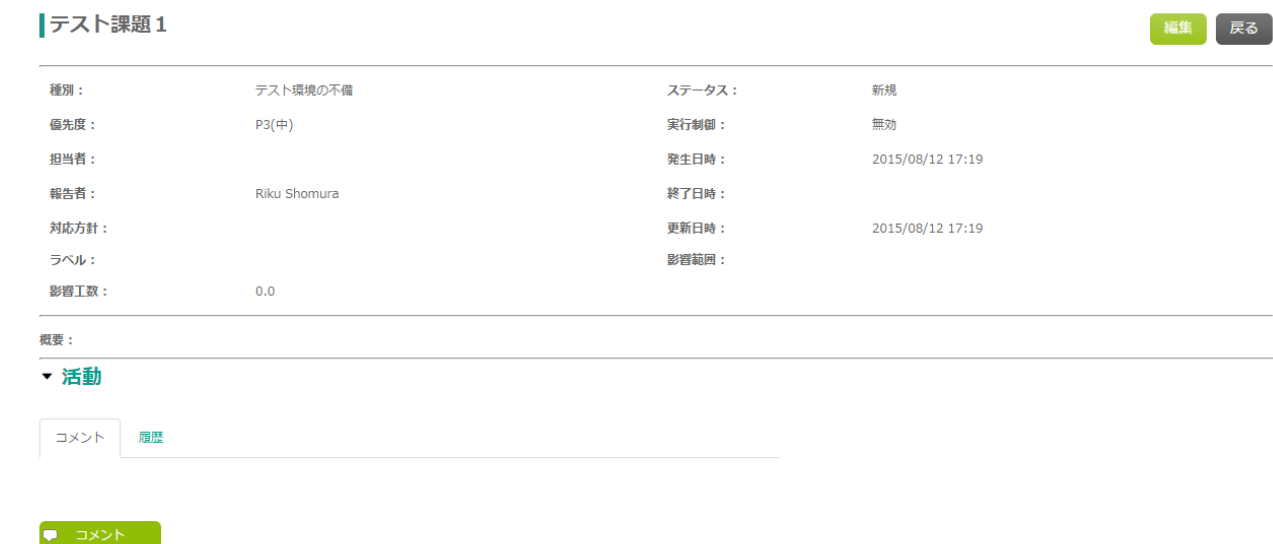 テスト課題1
編集 戻る
種別： テスト環境の不備 ステータス： 新規
優先度： P3(中) 実行制御： 無効
担当者： 発生日時： 2015/08/12 17:19
報告者： Riku Shomura 終了日時：
対応方針： 更新日時： 2015/08/12 17:19
ラベル： 影響範囲：
影響工数： 0.0
概要：
活動
コメント 履歴
コメント